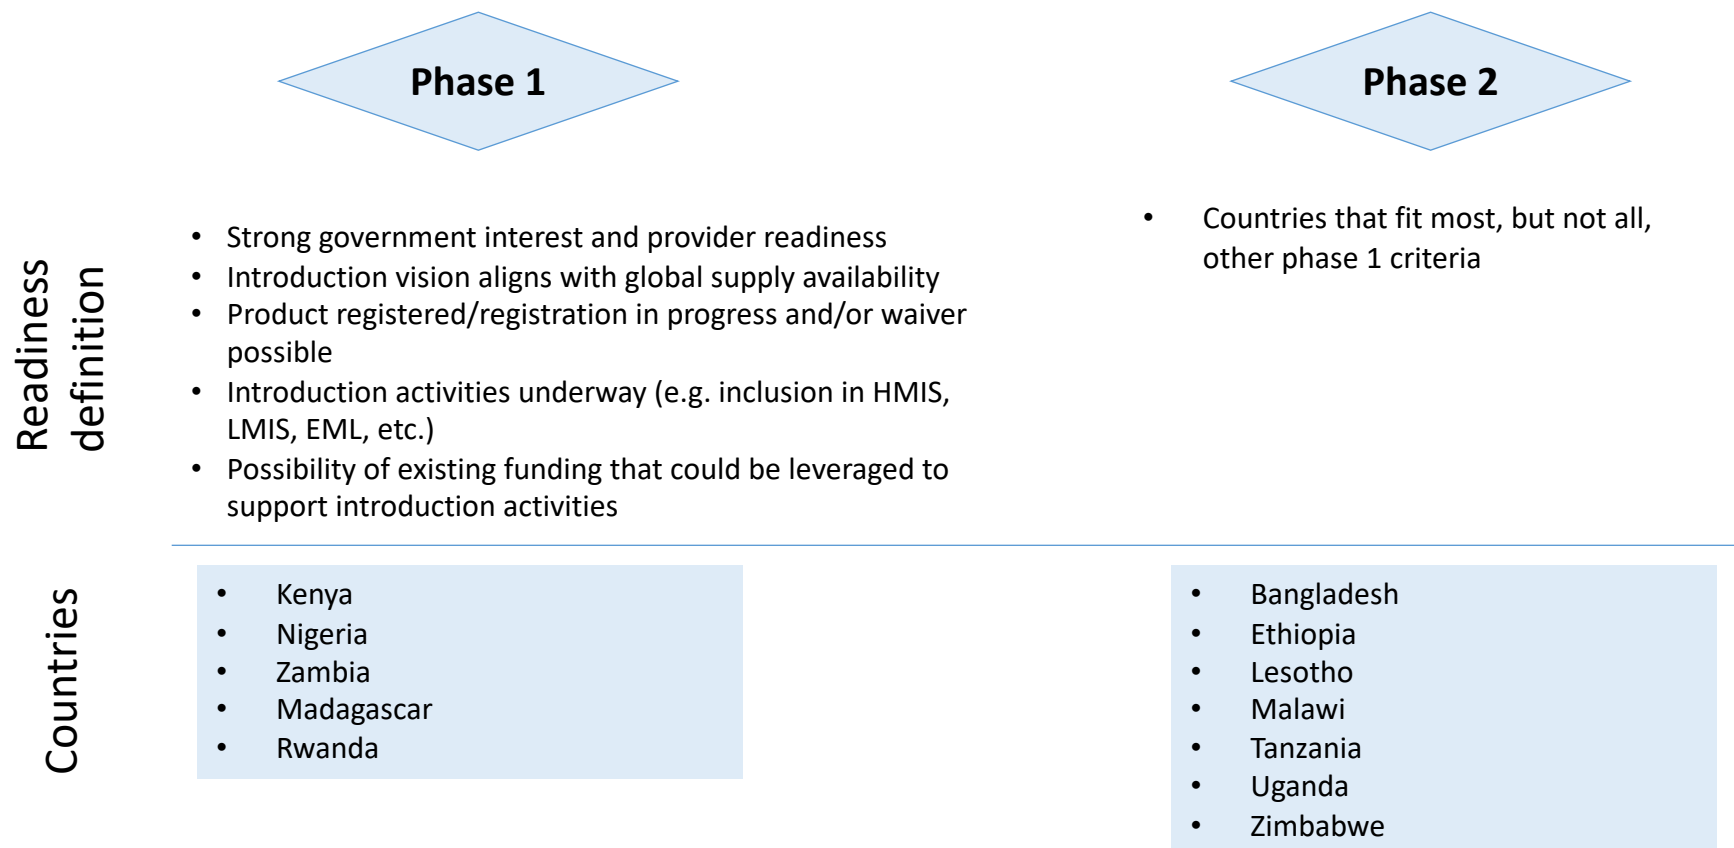 Phase 1
Phase 2
Readiness
definition
• Strong government interest and provider readiness
• Introduction vision aligns with global supply availability
• Product registered/registration in progress and/or waiver
possible
• Introduction activities underway (e.g. inclusion in HMIS,
LMIS, EML, etc.)
• Possibility of existing funding that could be leveraged to
support introduction activities
• Countries that fit most, but not all,
other phase 1 criteria
Countries
• Kenya
• Nigeria
• Zambia
• Madagascar
• Rwanda
• Bangladesh
• Ethiopia
• Lesotho
• Malawi
• Tanzania
• Uganda
• Zimbabwe